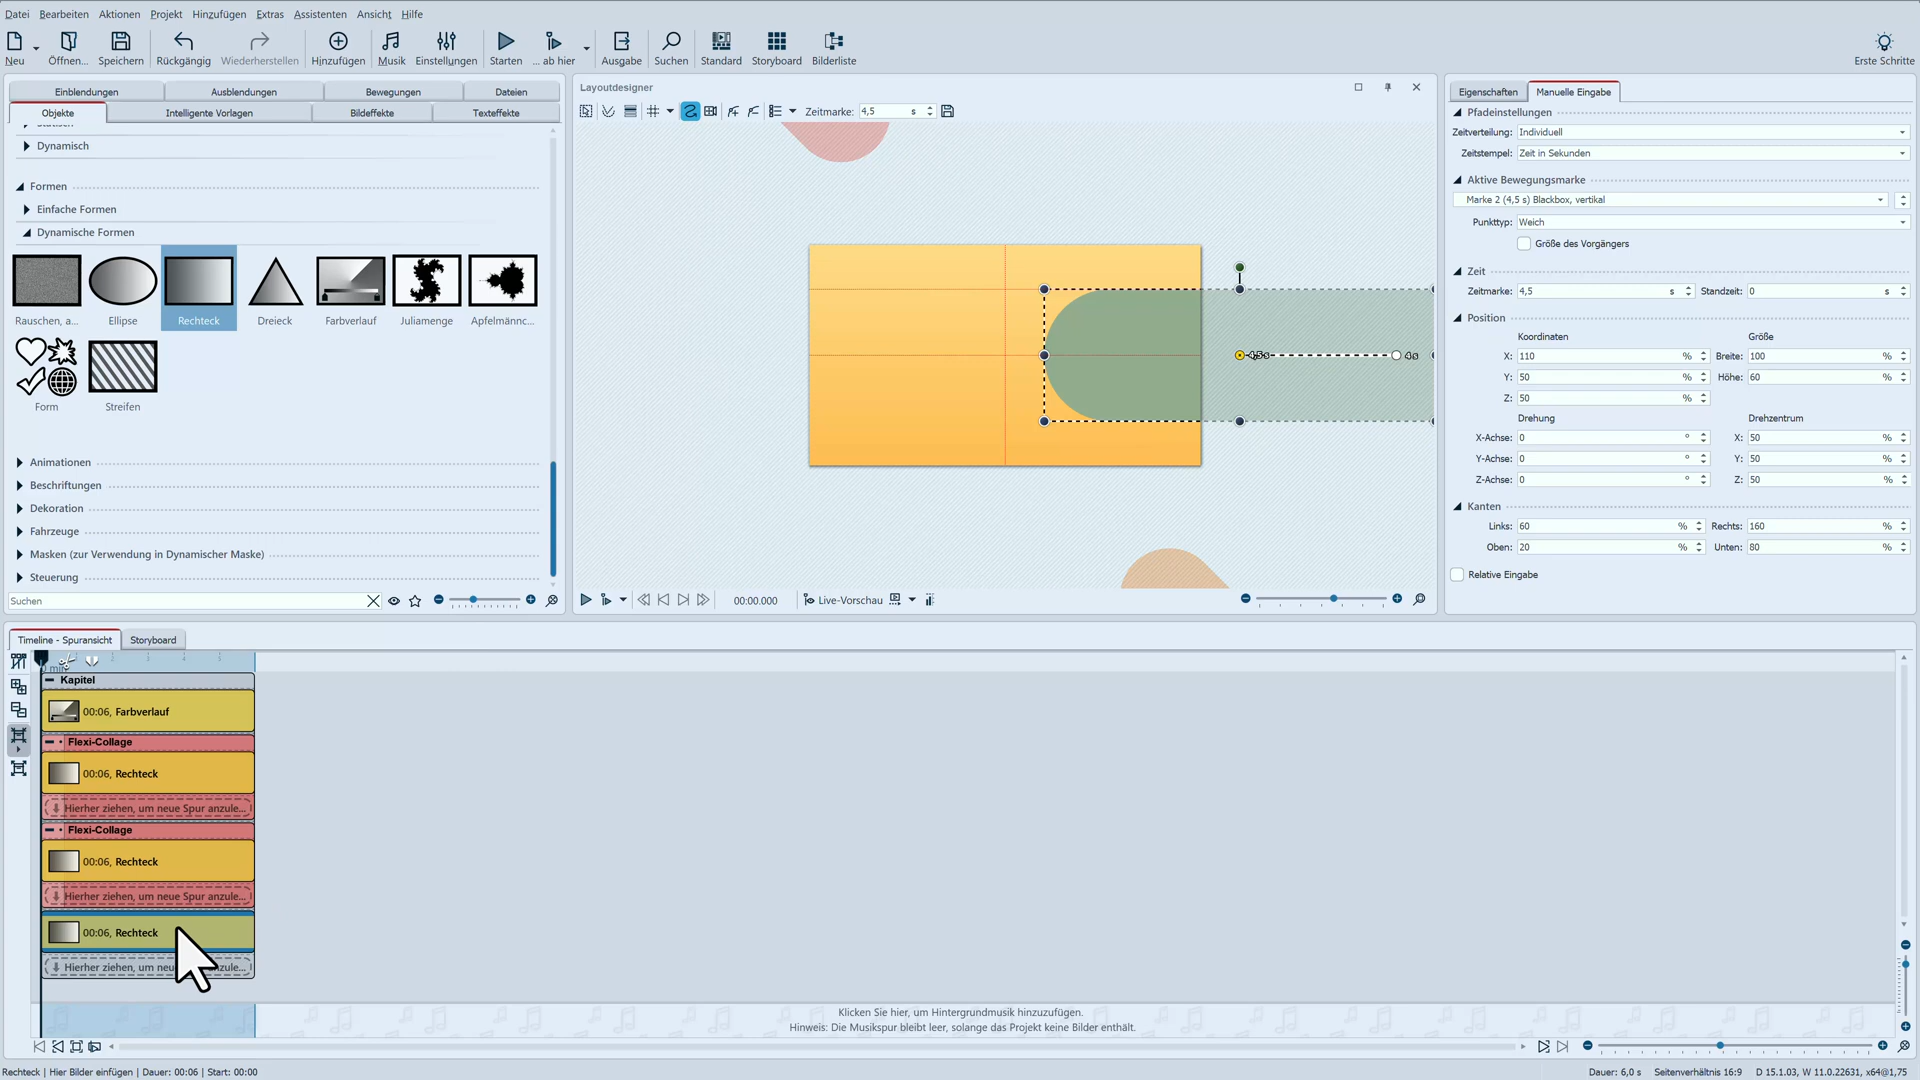 Datei Bearbeiten Aktionen Projekt Hinzufügen Extras Assistenten Ansicht Hilfe
Neu Öffnen... Speichern Rückgängig Wiederherstellen Hinzufügen Musik Einstellungen Starten ... ab hier Ausgabe Suchen Standard Storyboard Bilderliste Erste Schritte
Einblendungen Ausblendungen Bewegungen Dateien
Objekte Intelligente Vorlagen Bildeffekte Texteffekte
Dynamisch
Formen
Einfache Formen
Dynamische Formen
Rauschen, a... Ellipse Rechteck Dreieck Farbverlauf Juliamenge Apfelmännc...
Form Streifen
Animationen
Beschriftungen
Dekoration
Fahrzeuge
Masken (zur Verwendung in Dynamischer Maske)
Steuerung
Suchen
Layoutdesigner
Zeitmarke: 4,5 s
4,5s 4s
00:00.000 Live-Vorschau
Eigenschaften Manuelle Eingabe
Pfadeinstellungen
Zeitverteilung: Individuell
Zeitstempel: Zeit in Sekunden
Aktive Bewegungsmarke
Marke 2 (4,5 s) Blackbox, vertikal
Punkttyp: Weich
Größe des Vorgängers
Zeit
Zeitmarke: 4,5 s Standzeit: 0 s
Position
Koordinaten Größe
X: 110 % Breite: 100 %
Y: 50 % Höhe: 60 %
Z: 50 %
Drehung Drehzentrum
X-Achse: 0 ° X: 50 %
Y-Achse: 0 ° Y: 50 %
Z-Achse: 0 ° Z: 50 %
Kanten
Links: 60 % Rechts: 160 %
Oben: 20 % Unten: 80 %
Relative Eingabe
Timeline - Spuransicht Storyboard
Kapitel
00:06, Farbverlauf
Flexi-Collage
00:06, Rechteck
Hierher ziehen, um neue Spur anzule...
Flexi-Collage
00:06, Rechteck
Hierher ziehen, um neue Spur anzule...
00:06, Rechteck
Hierher ziehen, um
Klicken Sie hier, um Hintergrundmusik hinzuzufügen.
Hinweis: Die Musikspur bleibt leer, solange das Projekt keine Bilder enthält.
Rechteck | Hier Bilder einfügen | Dauer: 00:06 | Start: 00:00
Dauer: 6,0 s Seitenverhältnis 16:9 D 15.1.03, W 11.0.22631, x64@1,75